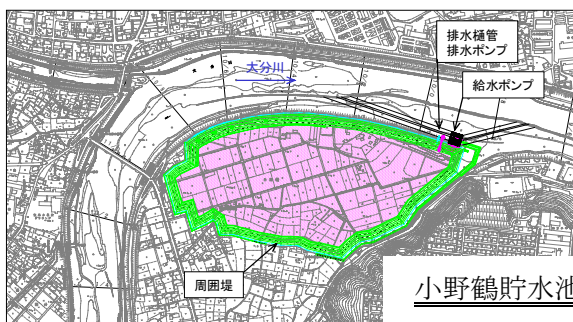 排水樋管
排水ポンプ
大分川
給水ポンプ
周囲堤
小野鶴貯水池